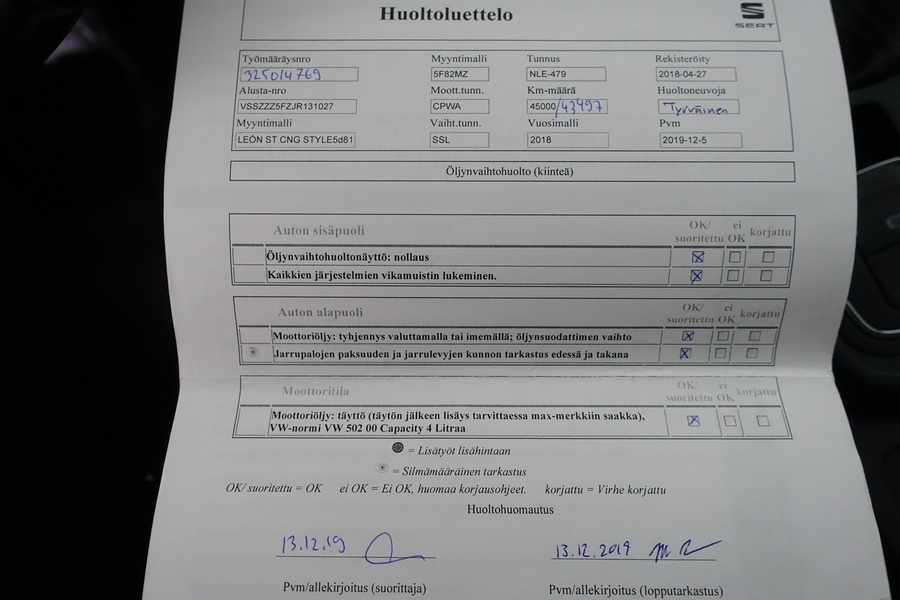 Huoltoluettelo
SEAT
Työmääräysnro Myyntimalli Tunnus Rekisteröity
325014769 5F82MZ NLE-479 2018-04-27
Alusta-nro Moott.tunn. Km-määrä Huoltoneuvoja
VSSZZZ5FZJR131027 CPWA 45000/43497 Tyrväinen
Myyntimalli Vaiht.tunn. Vuosimalli Pvm
LEÓN ST CNG STYLE5d81 SSL 2018 2019-12-5
Öljynvaihtohuolto (kiinteä)
Auton sisäpuoli OK/ suoritettu ei OK korjattu
Öljynvaihtohuoltonäyttö: nollaus
Kaikkien järjestelmien vikamuistin lukeminen.
Auton alapuoli OK/ suoritettu ei OK korjattu
Moottoriöljy: tyhjennys valuttamalla tai imemällä; öljynsuodattimen vaihto
Jarrupalojen paksuuden ja jarrulevyjen kunnon tarkastus edessä ja takana
Moottoritila OK/ suoritettu ei OK korjattu
Moottoriöljy: täyttö (täytön jälkeen lisäys tarvittaessa max-merkkiin saakka),
VW-normi VW 502 00 Capacity 4 Litraa
= Lisätyöt lisähintaan
= Silmämääräinen tarkastus
OK/ suoritettu = OK ei OK = Ei OK, huomaa korjausohjeet. korjattu = Virhe korjattu
Huoltohuomautus
13.12.19 13.12.2019
Pvm/allekirjoitus (suorittaja) Pvm/allekirjoitus (lopputarkastus)